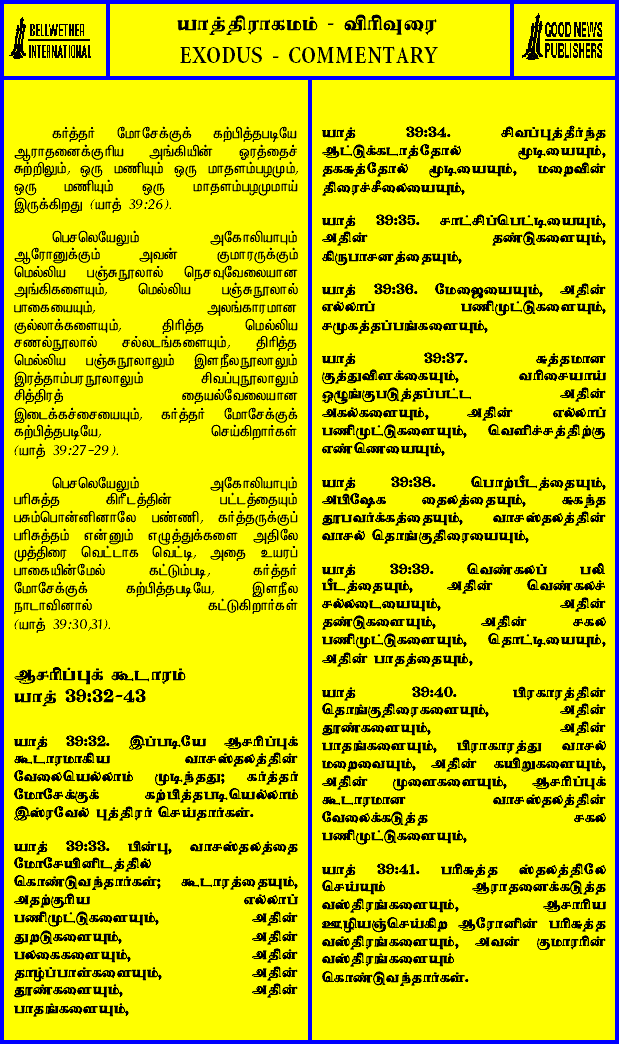 BELLWETHER
INTERNATIONAL
யாத்திராகமம் - விரிவுரை
EXODUS - COMMENTARY
GOOD NEWS
PUBLISHERS
கர்த்தர் மோசேக்குக் கற்பித்தபடியே
ஆராதனைக்குரிய அங்கியின் ஓரத்தைச்
சுற்றிலும், ஒரு மணியும் ஒரு மாதளம்பழமும்,
ஒரு மணியும் ஒரு மாதளம்பழமுமாய்
இருக்கிறது (யாத் 39:26).
பெசலெயேலும் அகோலியாபும்
ஆரோனுக்கும் அவன் குமாரருக்கும்
மெல்லிய பஞ்சுநூலால் நெசவுவேலையான
அங்கிகளையும், மெல்லிய பஞ்சுநூலால்
பாகையையும், அலங்காரமான
குல்லாக்களையும், திரித்த மெல்லிய
சணல்நூலால் சல்லடங்களையும், திரித்த
மெல்லிய பஞ்சுநூலாலும் இளநீலநூலாலும்
இரத்தாம்பரநூலாலும் சிவப்புநூலாலும்
சித்திரத் தையல்வேலையான
இடைக்கச்சையையும், கர்த்தர் மோசேக்குக்
கற்பித்தபடியே, செய்கிறார்கள்
(யாத் 39:27-29).
பெசலெயேலும் அகோலியாபும்
பரிசுத்த கிரீடத்தின் பட்டத்தையும்
பசும்பொன்னினாலே பண்ணி, கர்த்தருக்குப்
பரிசுத்தம் என்னும் எழுத்துக்களை அதிலே
முத்திரை வெட்டாக வெட்டி, அதை உயரப்
பாகையின்மேல் கட்டும்படி, கர்த்தர்
மோசேக்குக் கற்பித்தபடியே, இளநீல
நாடாவினால் கட்டுகிறார்கள்
(யாத் 39:30,31).
ஆசரிப்புக் கூடாரம்
யாத் 39:32-43
யாத் 39:32. இப்படியே ஆசரிப்புக்
கூடாரமாகிய வாசஸ்தலத்தின்
வேலையெல்லாம் முடிந்தது; கர்த்தர்
மோசேக்குக் கற்பித்தபடியெல்லாம்
இஸ்ரவேல் புத்திரர் செய்தார்கள்.
யாத் 39:33. பின்பு, வாசஸ்தலத்தை
மோசேயினிடத்தில்
கொண்டுவந்தார்கள்; கூடாரத்தையும்,
அதற்குரிய எல்லாப்
பணிமுட்டுகளையும், அதின்
துறடுகளையும், அதின்
பலகைகளையும், அதின்
தாழ்ப்பாள்களையும், அதின்
தூண்களையும், அதின்
பாதங்களையும்,
யாத் 39:34. சிவப்புத்தீர்ந்த
ஆட்டுக்கடாத்தோல் மூடியையும்,
தகசுத்தோல் மூடியையும், மறைவின்
திரைச்சீலையையும்,
யாத் 39:35. சாட்சிப்பெட்டியையும்,
அதின் தண்டுகளையும்,
கிருபாசனத்தையும்,
யாத் 39:36. மேஜையையும், அதின்
எல்லாப் பணிமுட்டுகளையும்,
சமுகத்தப்பங்களையும்,
யாத் 39:37. சுத்தமான
குத்துவிளக்கையும், வரிசையாய்
ஒழுங்குபடுத்தப்பட்ட அதின்
அகல்களையும், அதின் எல்லாப்
பணிமுட்டுகளையும், வெளிச்சத்திற்கு
எண்ணெயையும்,
யாத் 39:38. பொற்பீடத்தையும்,
அபிஷேக தைலத்தையும், சுகந்த
தூபவர்க்கத்தையும், வாசஸ்தலத்தின்
வாசல் தொங்குதிரையையும்,
யாத் 39:39. வெண்கலப் பலி
பீடத்தையும், அதின் வெண்கலச்
சல்லடையையும், அதின்
தண்டுகளையும், அதின் சகல
பணிமுட்டுகளையும், தொட்டியையும்,
அதின் பாதத்தையும்,
யாத் 39:40. பிரகாரத்தின்
தொங்குதிரைகளையும், அதின்
தூண்களையும், அதின்
பாதங்களையும், பிராகாரத்து வாசல்
மறைவையும், அதின் கயிறுகளையும்,
அதின் முளைகளையும், ஆசரிப்புக்
கூடாரமான வாசஸ்தலத்தின்
வேலைக்கடுத்த சகல
பணிமுட்டுகளையும்,
யாத் 39:41. பரிசுத்த ஸ்தலத்திலே
செய்யும் ஆராதனைக்கடுத்த
வஸ்திரங்களையும், ஆசாரிய
ஊழியஞ்செய்கிற ஆரோனின் பரிசுத்த
வஸ்திரங்களையும், அவன் குமாரரின்
வஸ்திரங்களையும்
கொண்டுவந்தார்கள்.